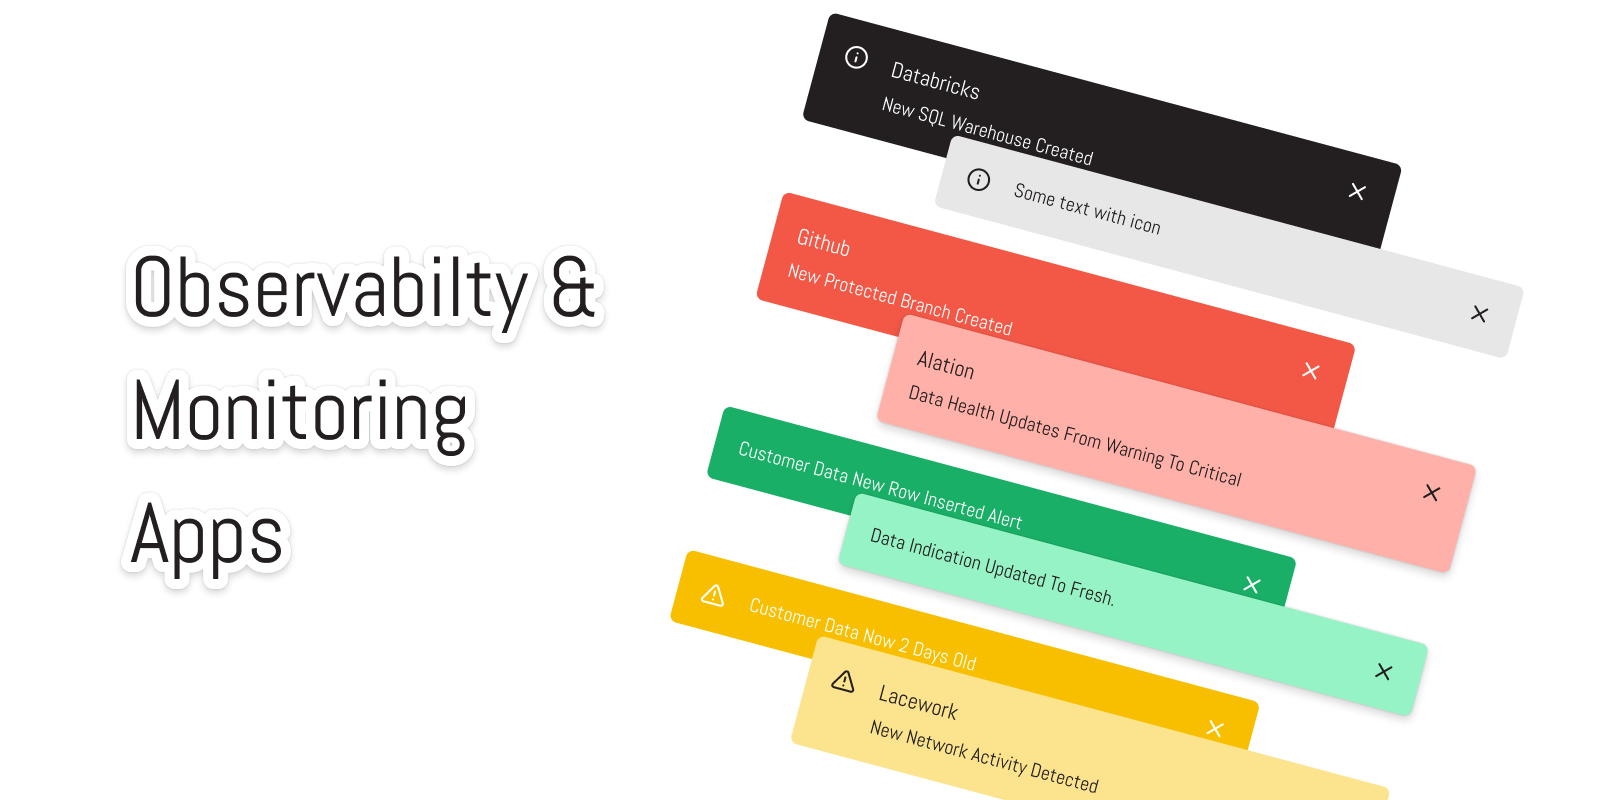 Observabilty &
Monitoring
Apps
Databricks
New SQL Warehouse Created
Some text with icon
Github
New Protected Branch Created
Alation
Data Health Updates From Warning To Critical
Customer Data New Row Inserted Alert
Data Indication Updated To Fresh.
Customer Data Now 2 Days Old
Lacework
New Network Activity Detected